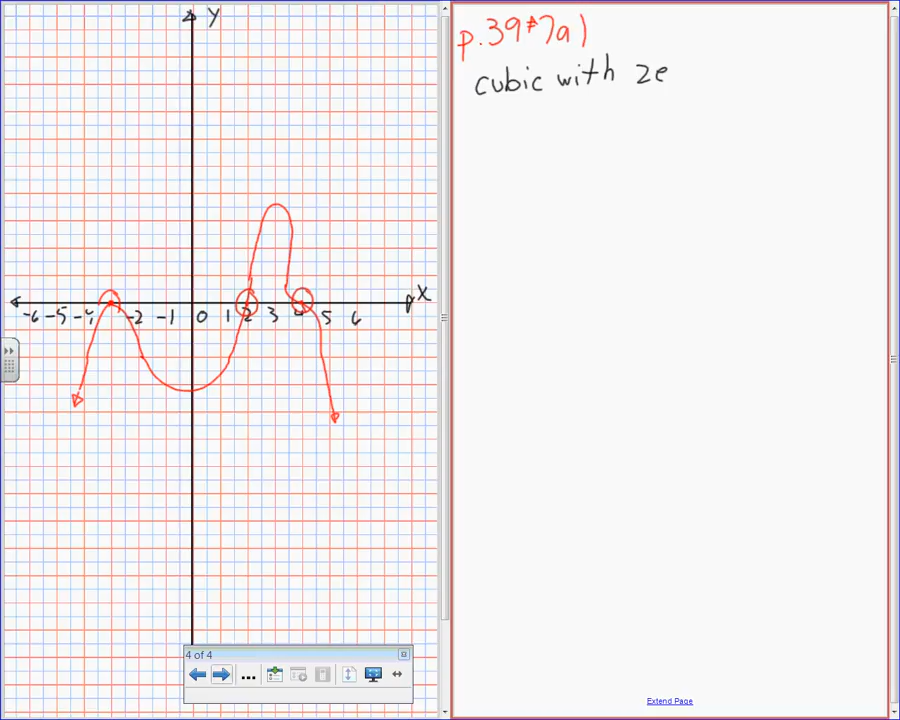 Y
p.39#7a)
cubic with ze
X
-6 -5 -4 -2 -1 0 1 2 3 5 6
4 of 4
...
Extend Page